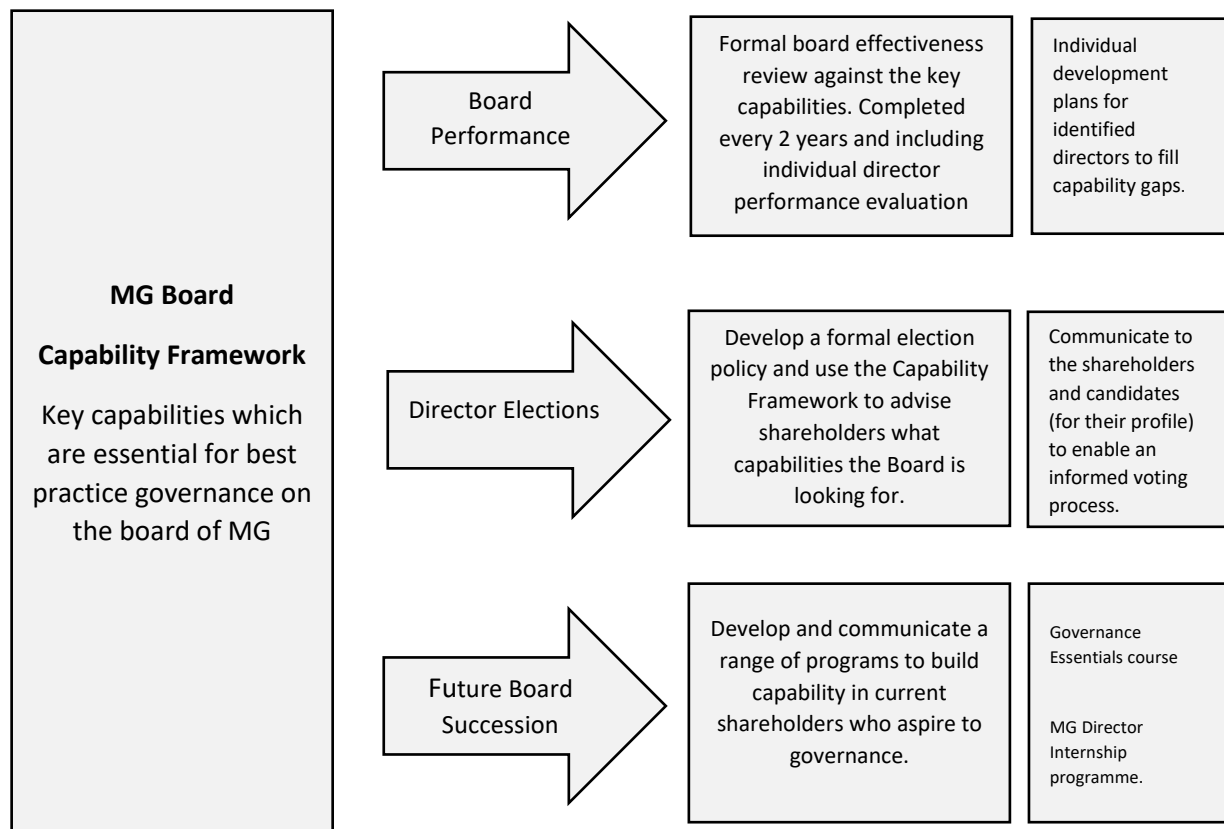 MG Board
Capability Framework
Key capabilities which
are essential for best
practice governance on
the board of MG
Board
Performance
Formal board effectiveness
review against the key
capabilities. Completed
every 2 years and including
individual director
performance evaluation
Individual
development
plans for
identified
directors to fill
capability gaps.
Director Elections
Develop a formal election
policy and use the Capability
Framework to advise
shareholders what
capabilities the Board is
looking for.
Communicate to
the shareholders
and candidates
(for their profile)
to enable an
informed voting
process.
Future Board
Succession
Develop and communicate a
range of programs to build
capability in current
shareholders who aspire to
governance.
Governance
Essentials course
MG Director
Internship
programme.